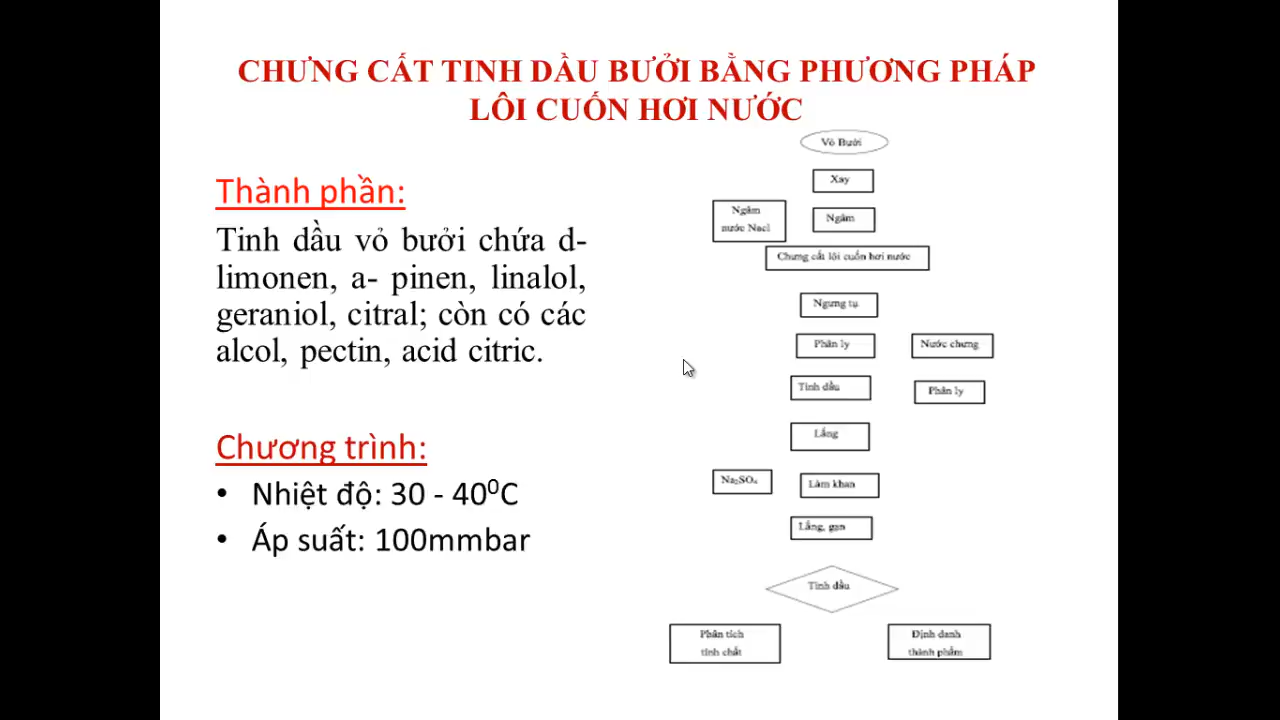 CHƯNG CẤT TINH DẦU BƯỞI BẰNG PHƯƠNG PHÁP
LÔI CUỐN HƠI NƯỚC
Thành phần:
Tinh dầu vỏ bưởi chứa d-
limonen, a- pinen, linalol,
geraniol, citral; còn có các
alcol, pectin, acid citric.
Chương trình:
• Nhiệt độ: 30 - 40⁰C
• Áp suất: 100mmbar
Vỏ Bưởi
Xay
Ngâm
nước Nacl
Ngâm
Chưng cất lôi cuốn hơi nước
Ngưng tụ
Phân ly
Nước chưng
Tinh dầu
Phân ly
Lắng
Na₂SO₄
Làm khan
Lắng, gạn
Tinh dầu
Phân tích
tính chất
Định danh
thành phẩm